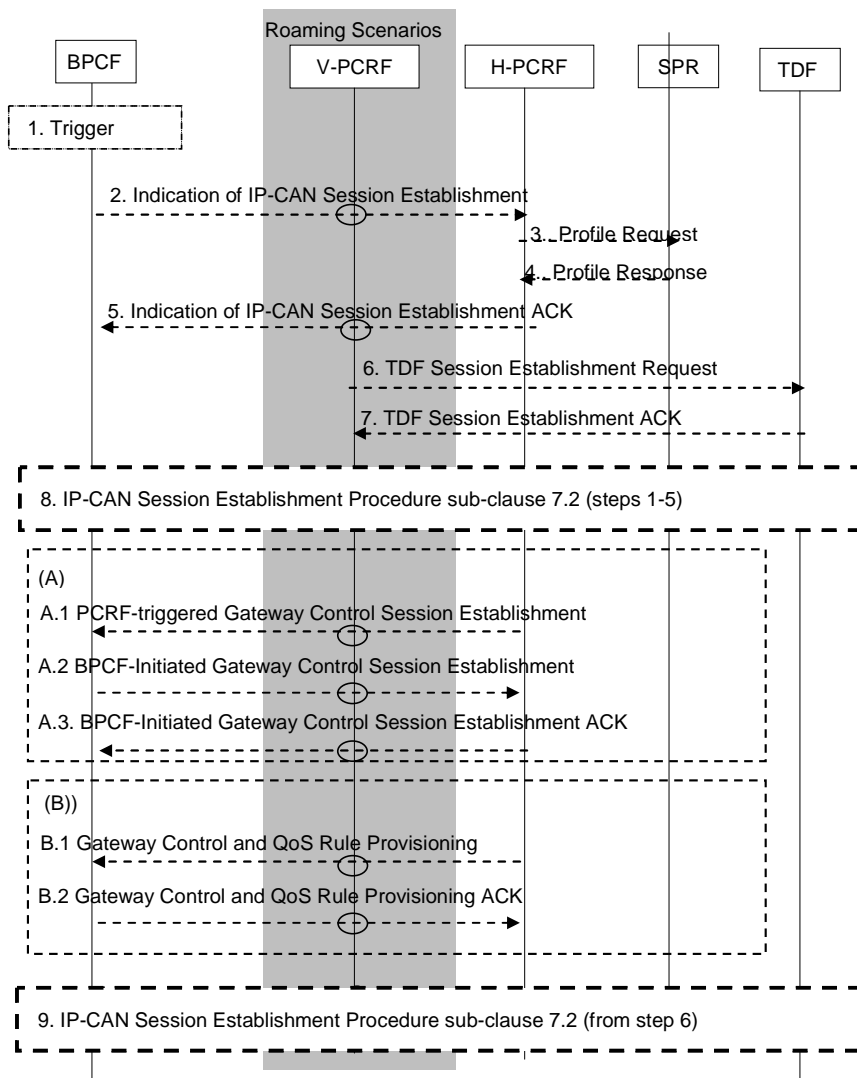 Roaming Scenarios
BPCF
V-PCRF
H-PCRF
SPR
TDF
1. Trigger
2. Indication of IP-CAN Session Establishment
3.. Profile Request
4.. Profile Response
5. Indication of IP-CAN Session Establishment ACK
6. TDF Session Establishment Request
7. TDF Session Establishment ACK
8. IP-CAN Session Establishment Procedure sub-clause 7.2 (steps 1-5)
(A)
A.1 PCRF-triggered Gateway Control Session Establishment
A.2 BPCF-Initiated Gateway Control Session Establishment
A.3. BPCF-Initiated Gateway Control Session Establishment ACK
(B))
B.1 Gateway Control and QoS Rule Provisioning
B.2 Gateway Control and QoS Rule Provisioning ACK
9. IP-CAN Session Establishment Procedure sub-clause 7.2 (from step 6)